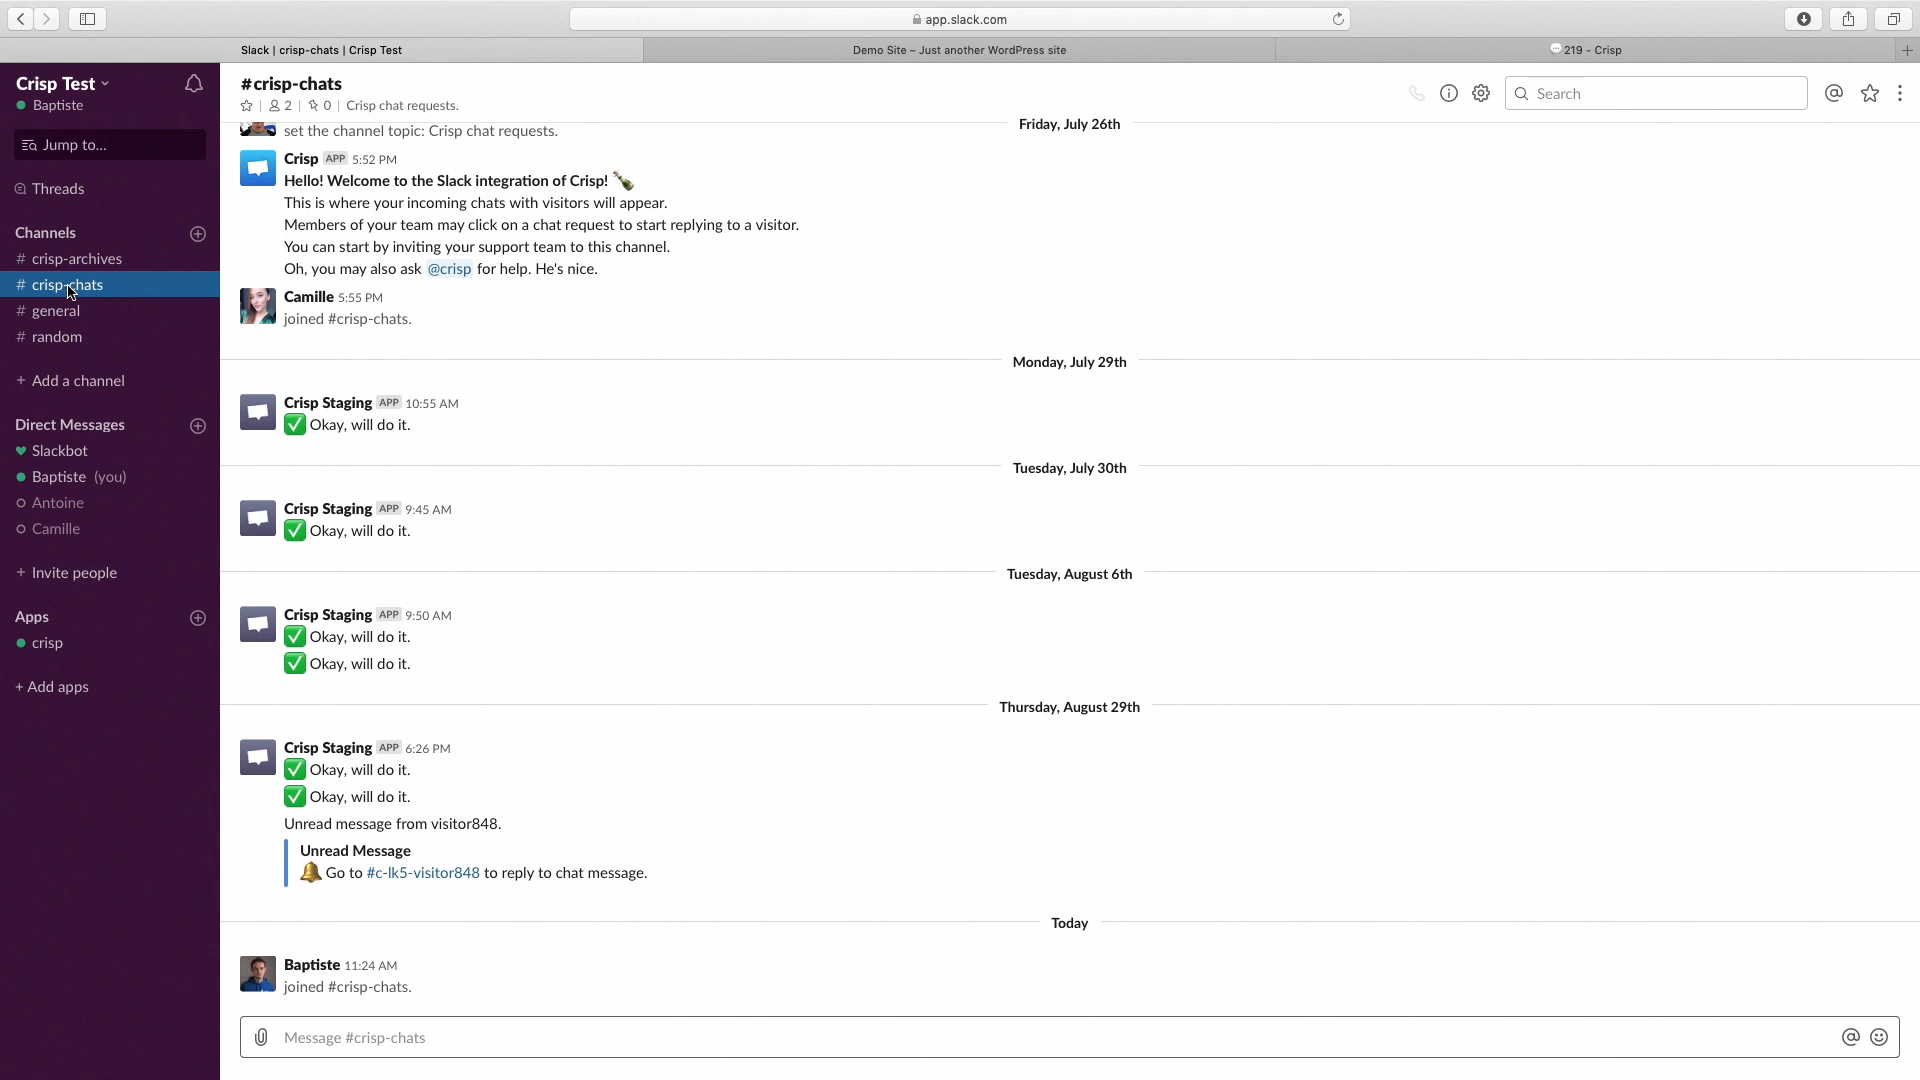 app.slack.com
Slack | crisp-chats | Crisp Test
Demo Site – Just another WordPress site
219 - Crisp
Crisp Test
Baptiste
Jump to...
Threads
Channels
# crisp-archives
# crisp-chats
# general
# random
+ Add a channel
Direct Messages
Slackbot
Baptiste (you)
Antoine
Camille
+ Invite people
Apps
crisp
+ Add apps
#crisp-chats
2 | 0 | Crisp chat requests.
Search
set the channel topic: Crisp chat requests.
Friday, July 26th
Crisp APP 5:52 PM
Hello! Welcome to the Slack integration of Crisp!
This is where your incoming chats with visitors will appear.
Members of your team may click on a chat request to start replying to a visitor.
You can start by inviting your support team to this channel.
Oh, you may also ask @crisp for help. He's nice.
Camille 5:55 PM
joined #crisp-chats.
Monday, July 29th
Crisp Staging APP 10:55 AM
Okay, will do it.
Tuesday, July 30th
Crisp Staging APP 9:45 AM
Okay, will do it.
Tuesday, August 6th
Crisp Staging APP 9:50 AM
Okay, will do it.
Okay, will do it.
Thursday, August 29th
Crisp Staging APP 6:26 PM
Okay, will do it.
Okay, will do it.
Unread message from visitor848.
Unread Message
Go to #c-lk5-visitor848 to reply to chat message.
Today
Baptiste 11:24 AM
joined #crisp-chats.
Message #crisp-chats